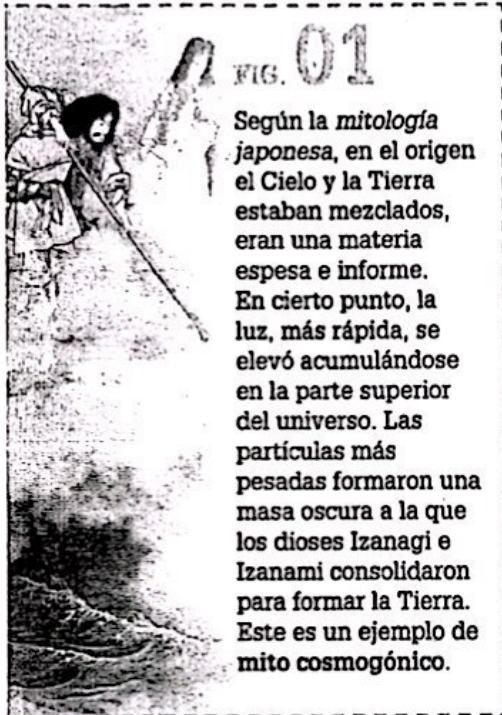 FIG. 01
Según la mitología
japonesa, en el origen
el Cielo y la Tierra
estaban mezclados,
eran una materia
espesa e informe.
En cierto punto, la
luz, más rápida, se
elevó acumulándose
en la parte superior
del universo. Las
partículas más
pesadas formaron una
masa oscura a la que
los dioses Izanagi e
Izanami consolidaron
para formar la Tierra.
Este es un ejemplo de
mito cosmogónico.